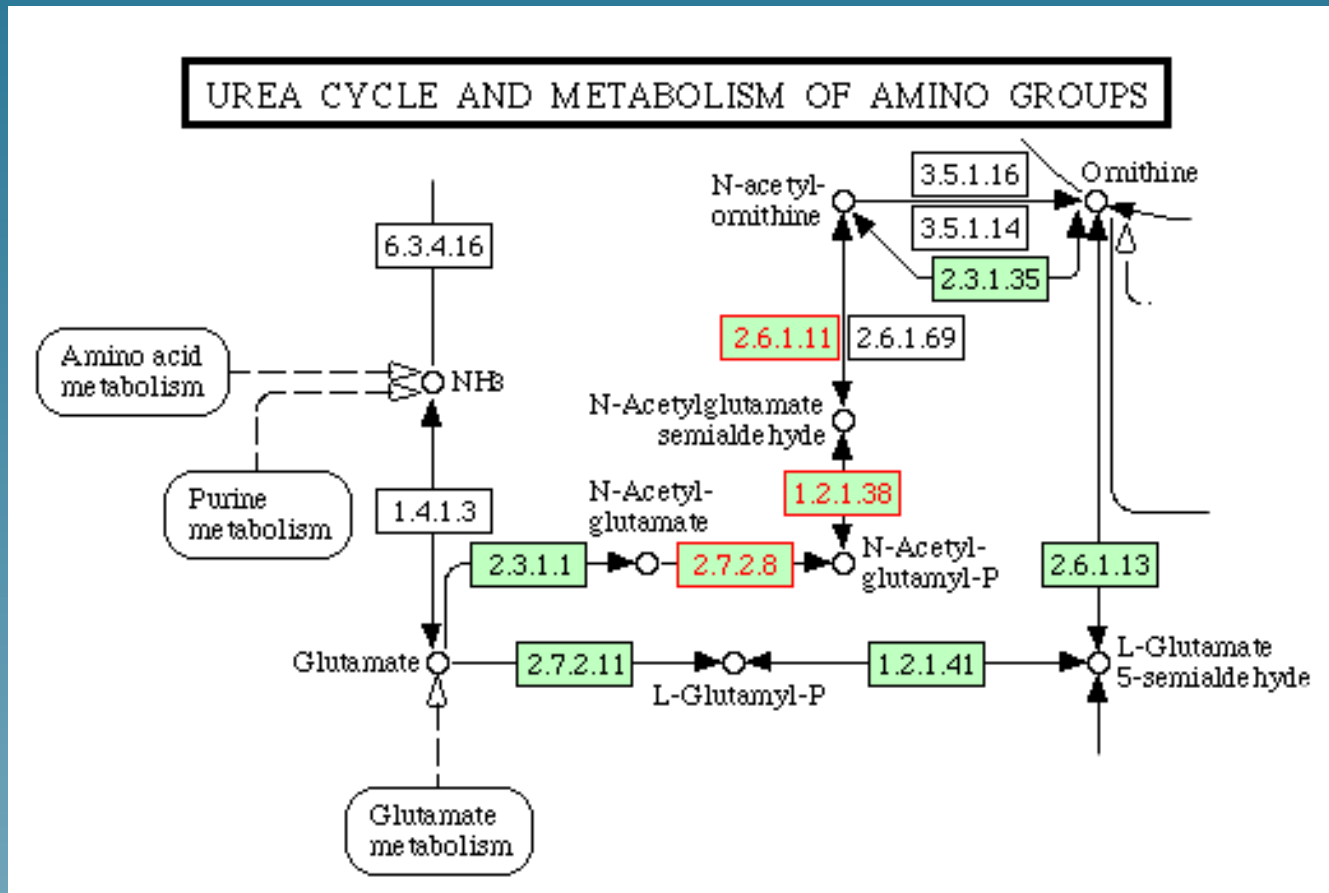 UREA CYCLE AND METABOLISM OF AMINO GROUPS
N-acetyl-
ornithine
3.5.1.16
3.5.1.14
2.3.1.35
Ornithine
6.3.4.16
2.6.1.11
2.6.1.69
Amino acid
metabolism
NH3
N-Acetylglutamate
semialdehyde
Purine
metabolism
1.4.1.3
N-Acetyl-
glutamate
1.2.1.38
2.3.1.1
2.7.2.8
N-Acetyl-
glutamyl-P
2.6.1.13
Glutamate
2.7.2.11
L-Glutamyl-P
1.2.1.41
L-Glutamate
5-semialdehyde
Glutamate
metabolism